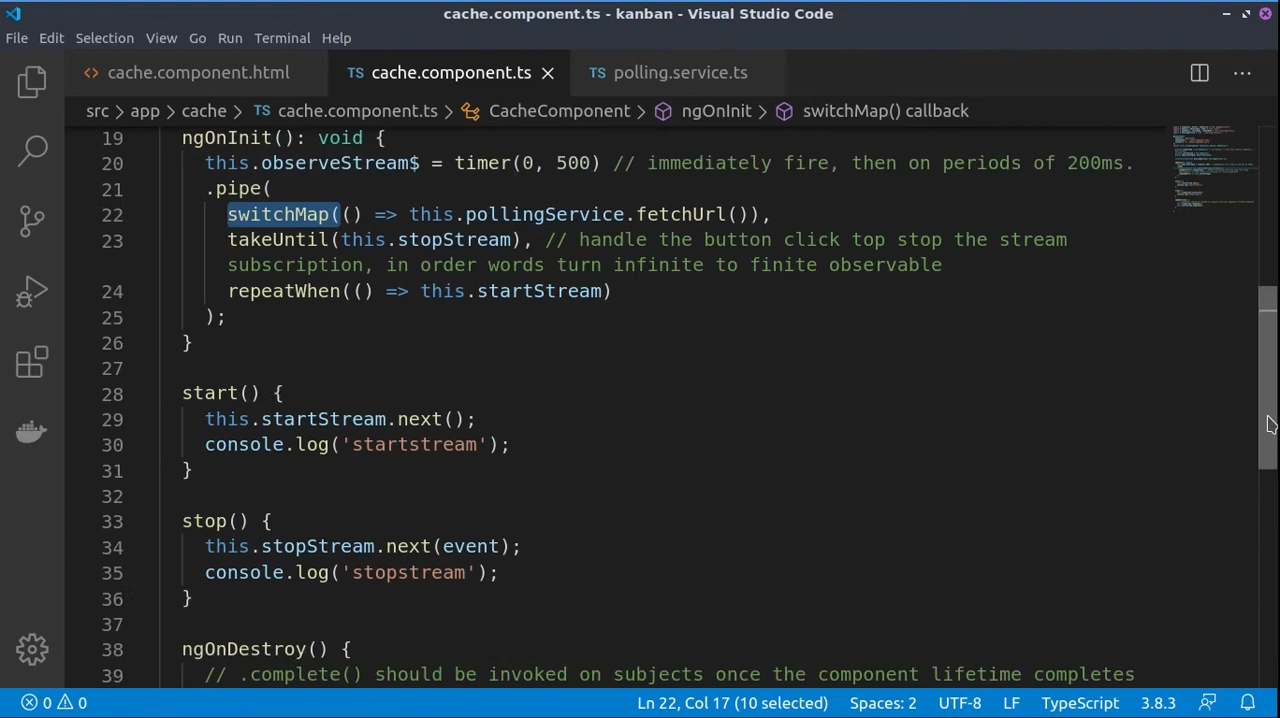 cache.component.ts - kanban - Visual Studio Code
File Edit Selection View Go Run Terminal Help
<> cache.component.html TS cache.component.ts × TS polling.service.ts ···
src > app > cache > TS cache.component.ts > CacheComponent > ngOnInit > switchMap() callback
19 ngOnInit(): void {
20 this.observeStream$ = timer(0, 500) // immediately fire, then on periods of 200ms.
21 .pipe(
22 switchMap(() => this.pollingService.fetchUrl()),
23 takeUntil(this.stopStream), // handle the button click top stop the stream
subscription, in order words turn infinite to finite observable
24 repeatWhen(() => this.startStream)
25 );
26 }
27
28 start() {
29 this.startStream.next();
30 console.log('startstream');
31 }
32
33 stop() {
34 this.stopStream.next(event);
35 console.log('stopstream');
36 }
37
38 ngOnDestroy() {
39 // .complete() should be invoked on subjects once the component lifetime completes
0 0 Ln 22, Col 17 (10 selected) Spaces: 2 UTF-8 LF TypeScript 3.8.3